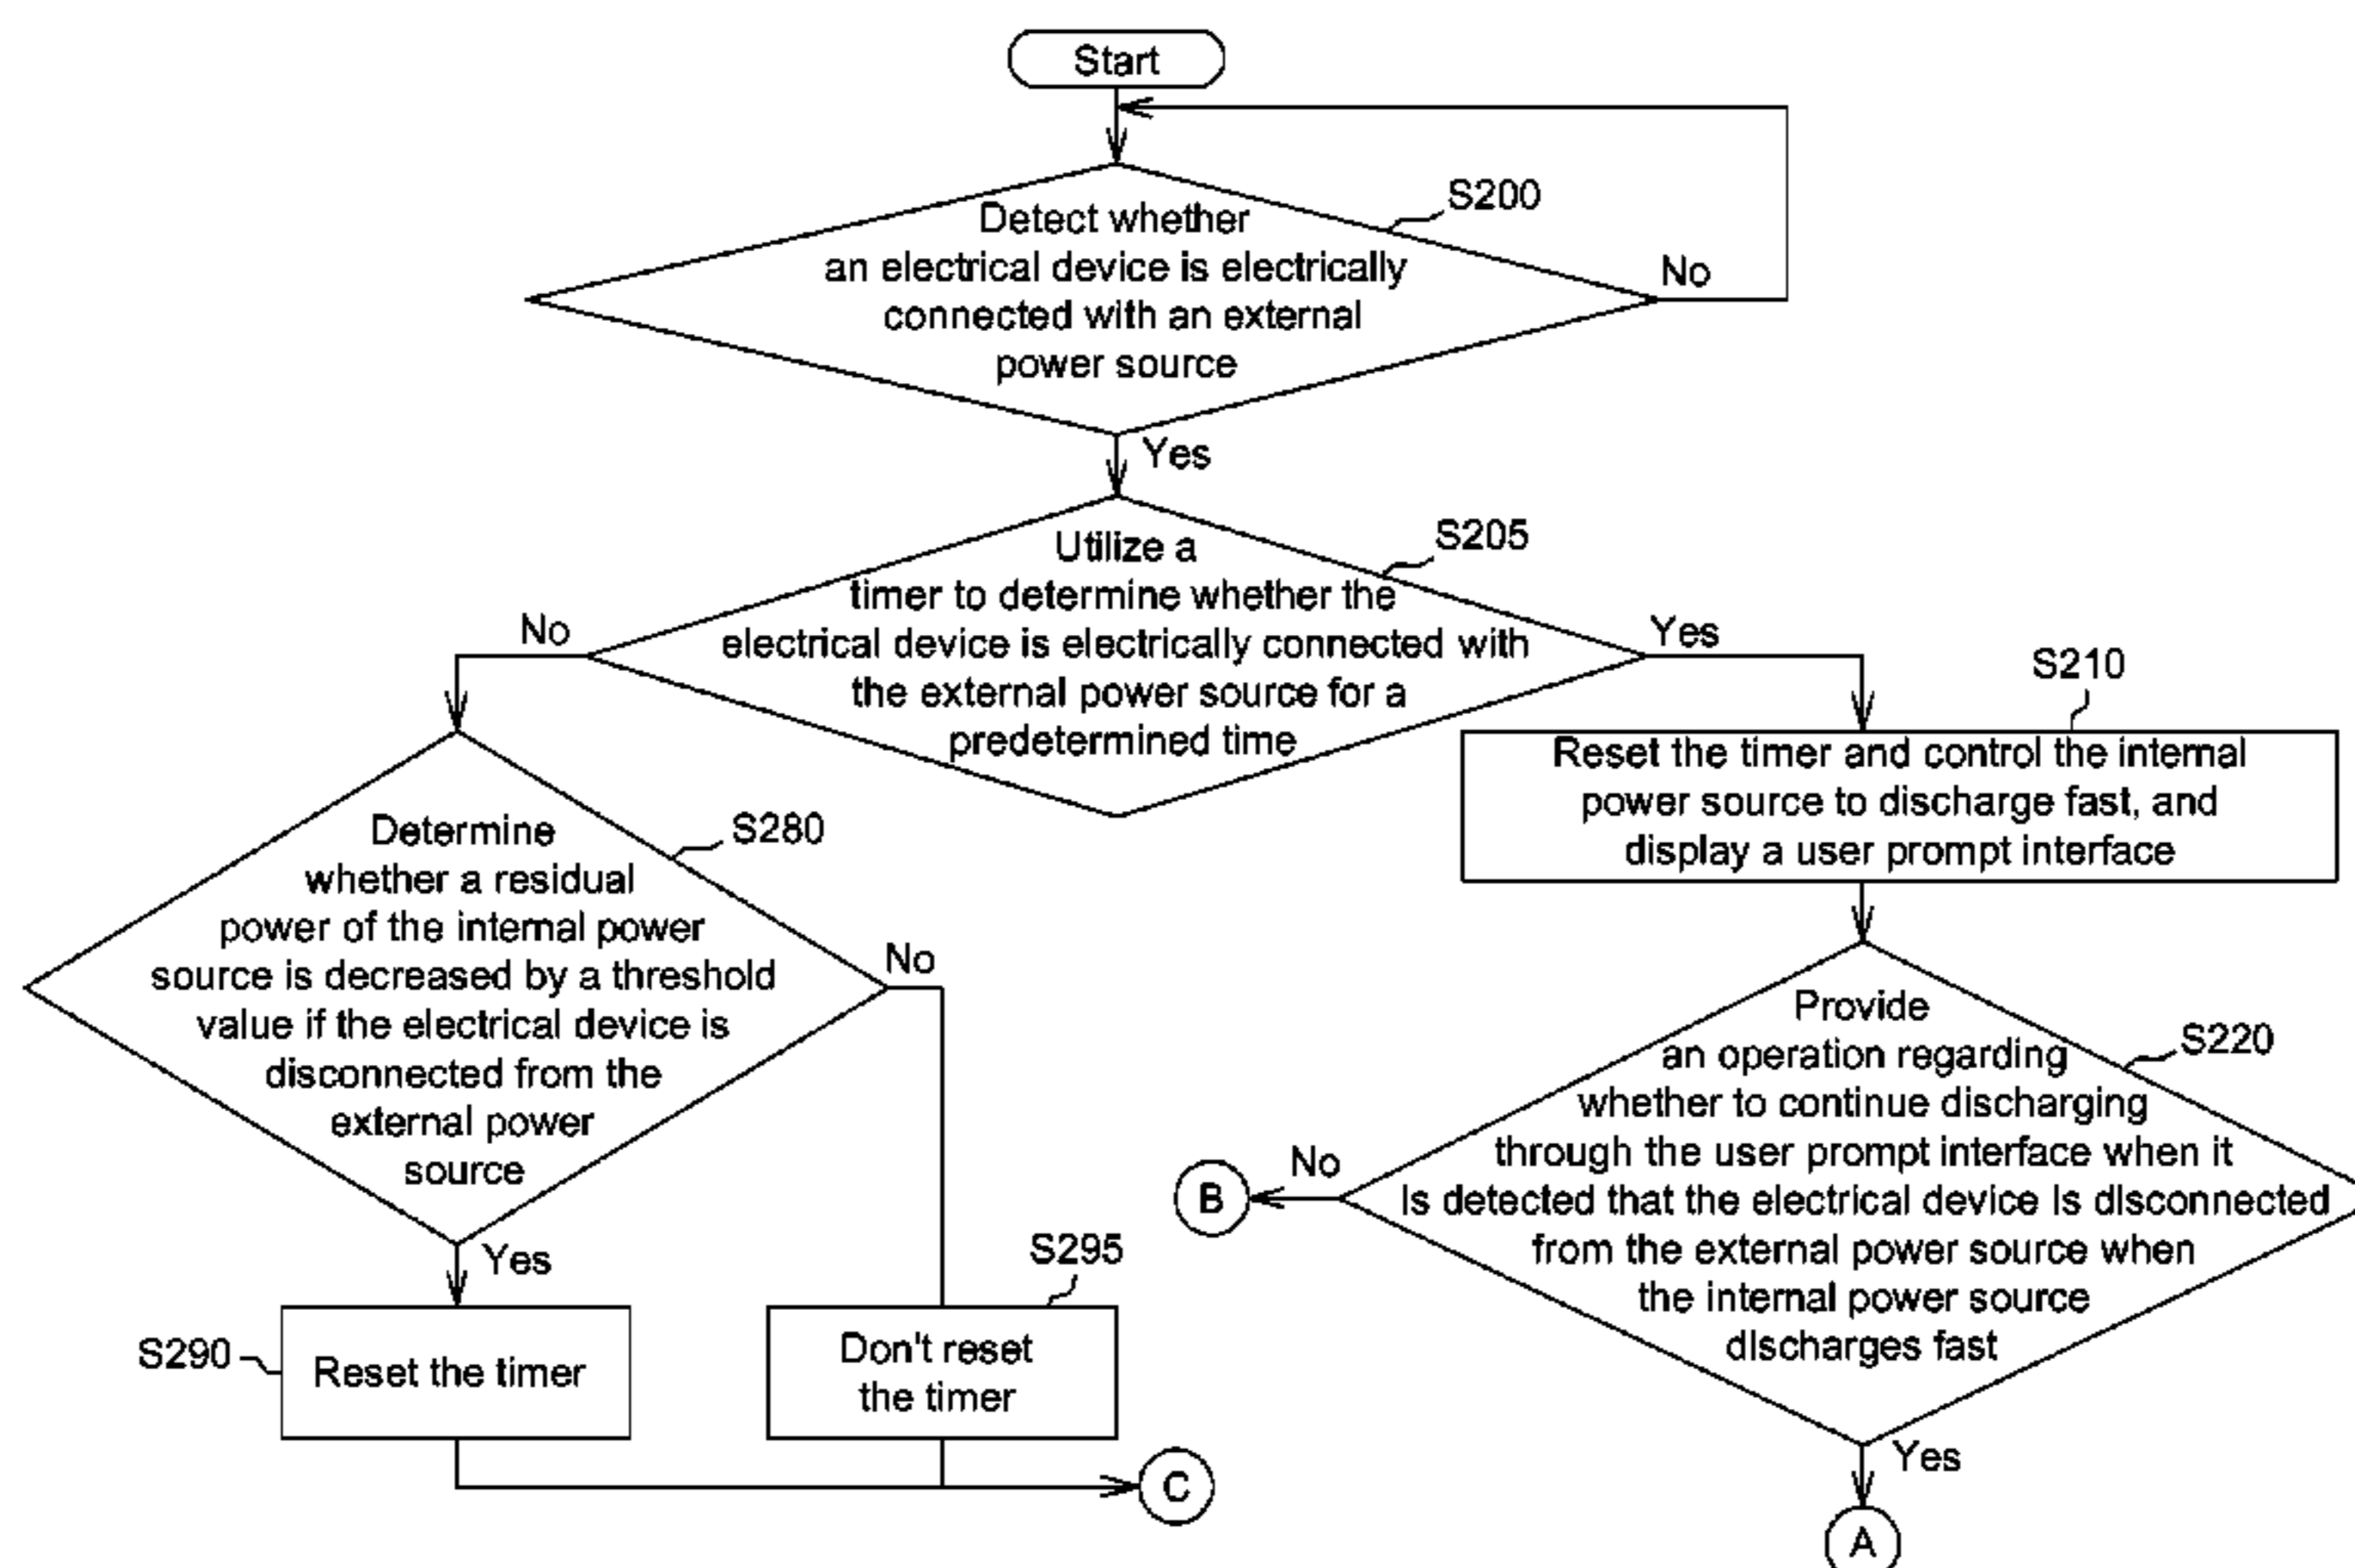 Start
S200
Detect whether
an electrical device is electrically
connected with an external
power source
No
Yes
S205
Utilize a
timer to determine whether the
electrical device is electrically connected with
the external power source for a
predetermined time
No
Yes
S210
Reset the timer and control the internal
power source to discharge fast, and
display a user prompt interface
S280
Determine
whether a residual
power of the internal power
source is decreased by a threshold
value if the electrical device is
disconnected from the
external power
source
No
Yes
S220
Provide
an operation regarding
whether to continue discharging
through the user prompt interface when it
is detected that the electrical device is disconnected
from the external power source when
the internal power source
discharges fast
No
B
Yes
A
S290
Reset the timer
S295
Don't reset
the timer
C